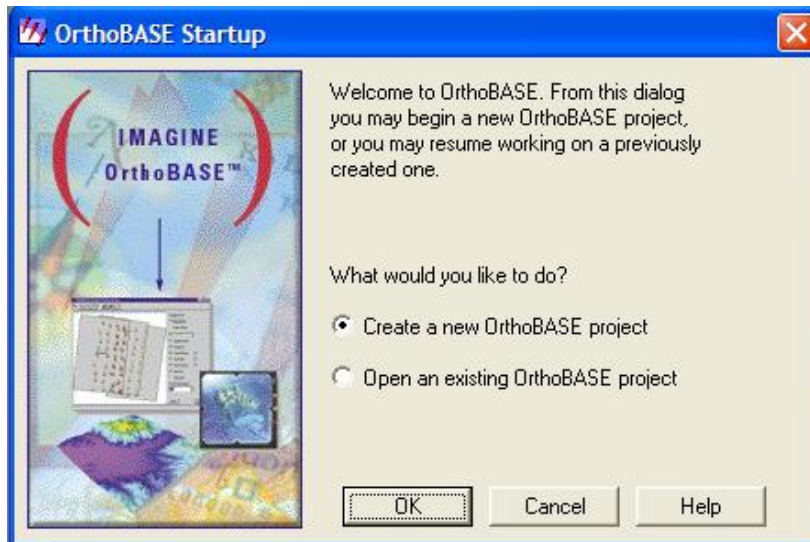 OrthoBASE Startup
IMAGINE
OrthoBASE™
Welcome to OrthoBASE. From this dialog
you may begin a new OrthoBASE project,
or you may resume working on a previously
created one.
What would you like to do?
Create a new OrthoBASE project
Open an existing OrthoBASE project
OK
Cancel
Help